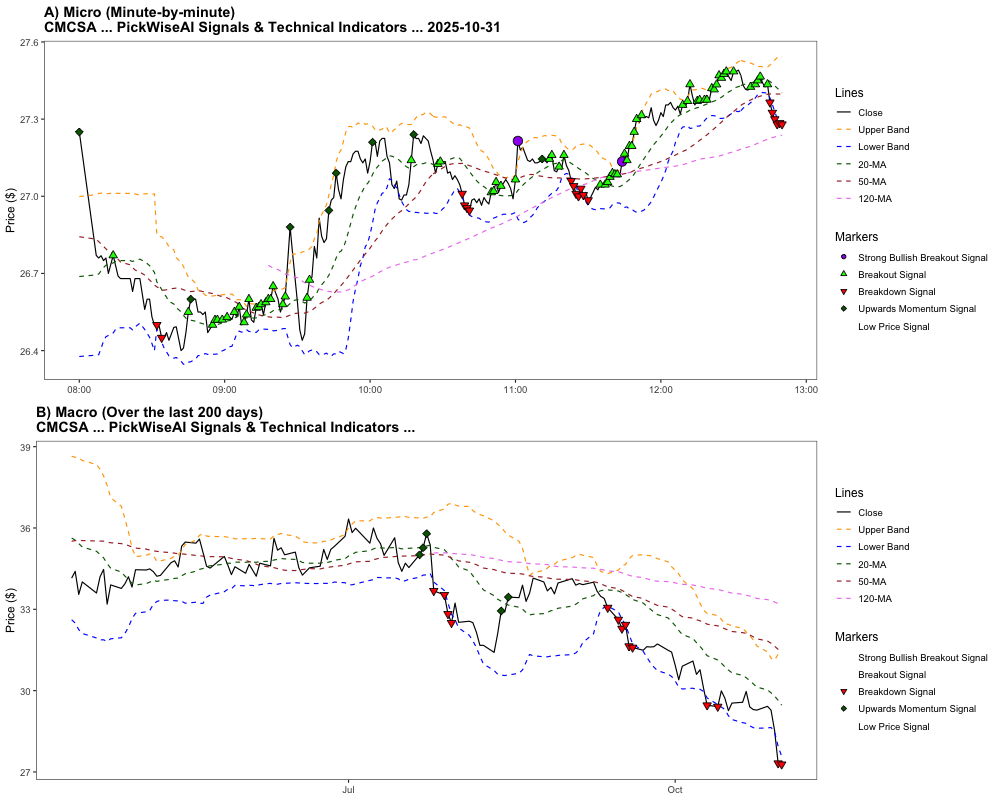 A) Micro (Minute-by-minute)
CMCSA ... PickWiseAI Signals & Technical Indicators ... 2025-10-31
27.6
27.3
27.0
26.7
26.4
Price ($)
08:00
09:00
10:00
11:00
12:00
13:00
Lines
Close
Upper Band
Lower Band
20-MA
50-MA
120-MA
Markers
Strong Bullish Breakout Signal
Breakout Signal
Breakdown Signal
Upwards Momentum Signal
Low Price Signal
B) Macro (Over the last 200 days)
CMCSA ... PickWiseAI Signals & Technical Indicators ...
39
36
33
30
27
Price ($)
Jul
Oct
Lines
Close
Upper Band
Lower Band
20-MA
50-MA
120-MA
Markers
Strong Bullish Breakout Signal
Breakout Signal
Breakdown Signal
Upwards Momentum Signal
Low Price Signal